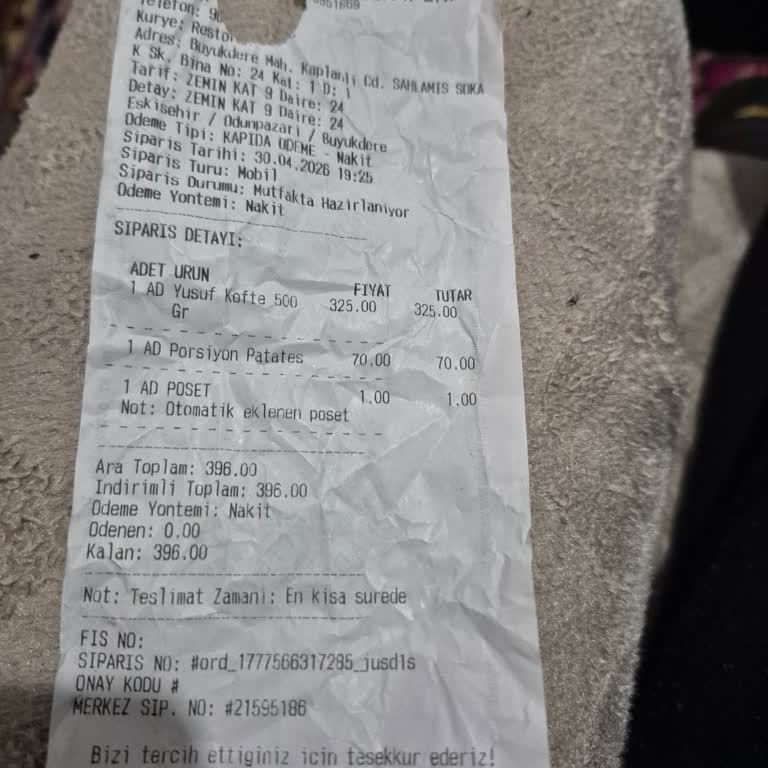 Telefon: 90
Kurye: Resto
Adres: Buyukdere Mah. Kaplanli Cd. SAHLAMIS SOKA
K Sk. Bina No: 24 Kat: 1 D: 1
Tarif: ZEMIN KAT 9 Daire: 24
Detay: ZEMIN KAT 9 Daire: 24
Eskisehir / Odunpazari / Buyukdere
Odeme Tipi: KAPIDA ODEME - Nakit
Siparis Tarihi: 30.04.2026 19:25
Siparis Turu: Mobil
Siparis Durumu: Mutfakta Hazirlaniyor
Odeme Yontemi: Nakit
SIPARIS DETAYI:
ADET URUN FIYAT TUTAR
1 AD Yusuf Kofte 500 325.00 325.00
Gr
1 AD Porsiyon Patates 70.00 70.00
1 AD POSET 1.00 1.00
Not: Otomatik eklenen poset
Ara Toplam: 396.00
Indirimli Toplam: 396.00
Odeme Yontemi: Nakit
Odenen: 0.00
Kalan: 396.00
Not: Teslimat Zamani: En kisa surede
FIS NO:
SIPARIS NO: #ord_1777566317285_jusd1s
ONAY KODU #
MERKEZ SIP. NO: #21595186
Bizi tercih ettiginiz icin tesekkur ederiz!